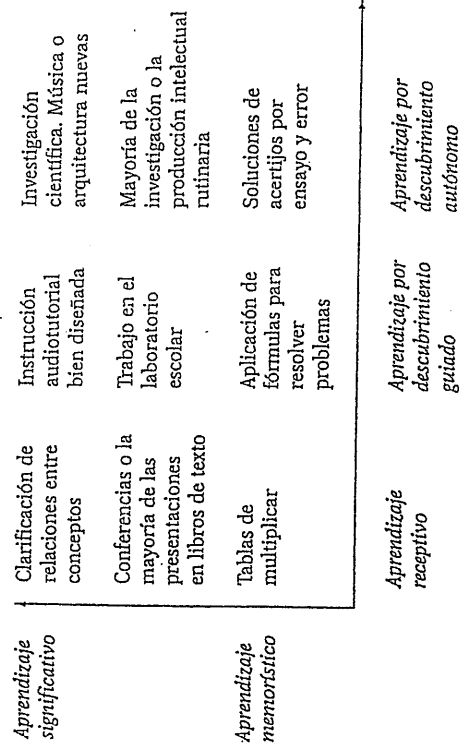 Aprendizaje
significativo
Clarificación de
relaciones entre
conceptos
Instrucción
audiotutorial
bien diseñada
Investigación
científica. Música o
arquitectura nuevas
Conferencias o la
mayoría de las
presentaciones
en libros de texto
Trabajo en el
laboratorio
escolar
Mayoría de la
investigación o la
producción intelectual
rutinaria
Aprendizaje
memorístico
Tablas de
multiplicar
Aplicación de
fórmulas para
resolver
problemas
Soluciones de
acertijos por
ensayo y error
Aprendizaje
receptivo
Aprendizaje por
descubrimiento
guiado
Aprendizaje por
descubrimiento
autónomo